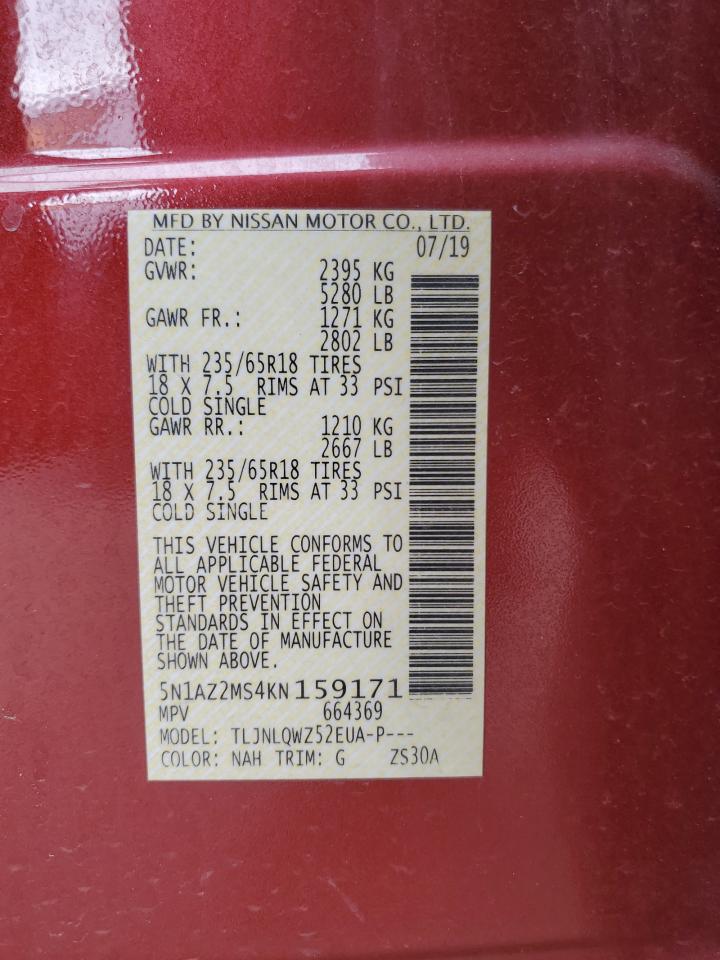 MFD BY NISSAN MOTOR CO., LTD.
DATE: 07/19
GVWR: 2395 KG
5280 LB
GAWR FR.: 1271 KG
2802 LB
WITH 235/65R18 TIRES
18 X 7.5 RIMS AT 33 PSI
COLD SINGLE
GAWR RR.: 1210 KG
2667 LB
WITH 235/65R18 TIRES
18 X 7.5 RIMS AT 33 PSI
COLD SINGLE
THIS VEHICLE CONFORMS TO
ALL APPLICABLE FEDERAL
MOTOR VEHICLE SAFETY AND
THEFT PREVENTION
STANDARDS IN EFFECT ON
THE DATE OF MANUFACTURE
SHOWN ABOVE.
5N1AZ2MS4KN159171
MPV 664369
MODEL: TLJNLQWZ52EUA-P---
COLOR: NAH TRIM: G ZS30A